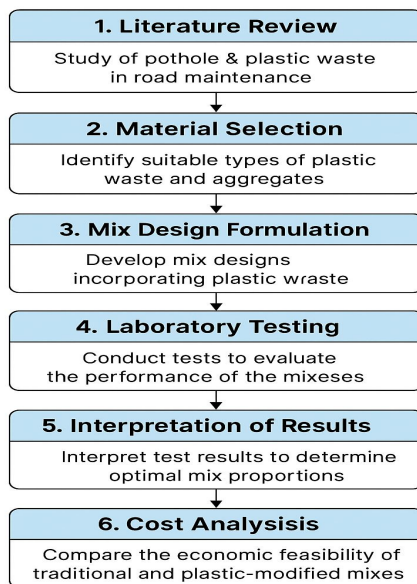 1. Literature Review
Study of pothole & plastic waste
in road maintenance
2. Material Selection
Identify suitable types of plastic
waste and aggregates
3. Mix Design Formulation
Develop mix designs
incorporating plastic wraste
4. Laboratory Testing
Conduct tests to evaluate
the performance of the mixeses
5. Interpretation of Results
Interpret test results to determine
optimal mix proportions
6. Cost Analysisis
Compare the economic feasibility of
traditional and plastic-modified mixes